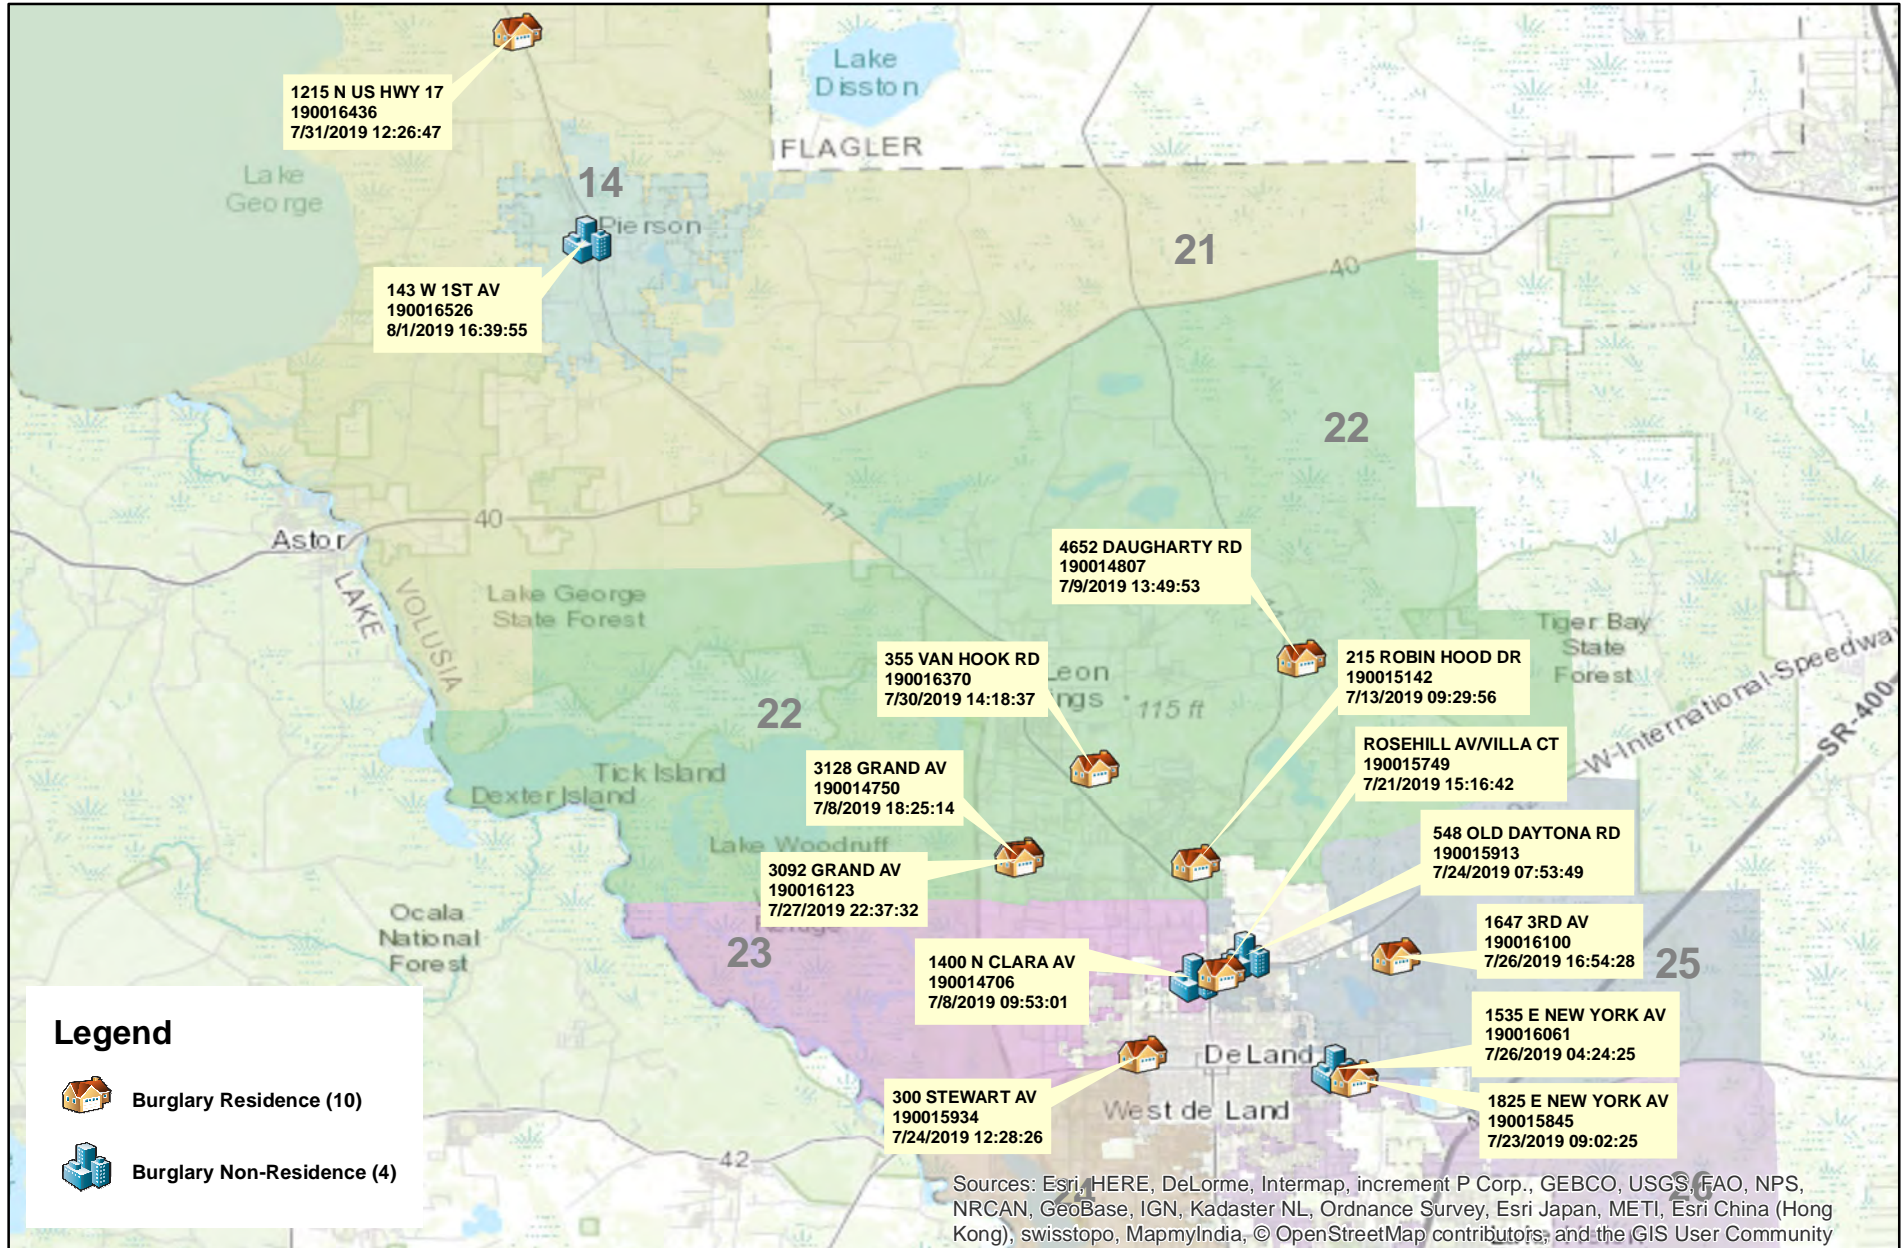 Lake
Disston
1215 N US HWY 17
190016436
7/31/2019 12:26:47
FLAGLER
Lake
George
14
Pierson
21
40
143 W 1ST AV
190016526
8/1/2019 16:39:55
22
17
40
Astor
LAKE
VOLUSIA
Lake George
State Forest
4652 DAUGHARTY RD
190014807
7/9/2019 13:49:53
Tiger Bay
State
Forest
355 VAN HOOK RD
190016370
7/30/2019 14:18:37
Leon
ngs
115 ft
215 ROBIN HOOD DR
190015142
7/13/2019 09:29:56
W-International-Speedway
SR-400
22
ROSEHILL AV/VILLA CT
190015749
7/21/2019 15:16:42
Tick Island
Dexter Island
3128 GRAND AV
190014750
7/8/2019 18:25:14
Lake Woodruff
548 OLD DAYTONA RD
190015913
7/24/2019 07:53:49
3092 GRAND AV
190016123
7/27/2019 22:37:32
Ocala
National
Forest
23
1647 3RD AV
190016100
7/26/2019 16:54:28
25
1400 N CLARA AV
190014706
7/8/2019 09:53:01
1535 E NEW YORK AV
190016061
7/26/2019 04:24:25
DeLand
300 STEWART AV
190015934
7/24/2019 12:28:26
West de Land
1825 E NEW YORK AV
190015845
7/23/2019 09:02:25
42
24
26
Legend
Burglary Residence (10)
Burglary Non-Residence (4)
Sources: Esri, HERE, DeLorme, Intermap, increment P Corp., GEBCO, USGS, FAO, NPS,
NRCAN, GeoBase, IGN, Kadaster NL, Ordnance Survey, Esri Japan, METI, Esri China (Hong
Kong), swisstopo, MapmyIndia, © OpenStreetMap contributors, and the GIS User Community